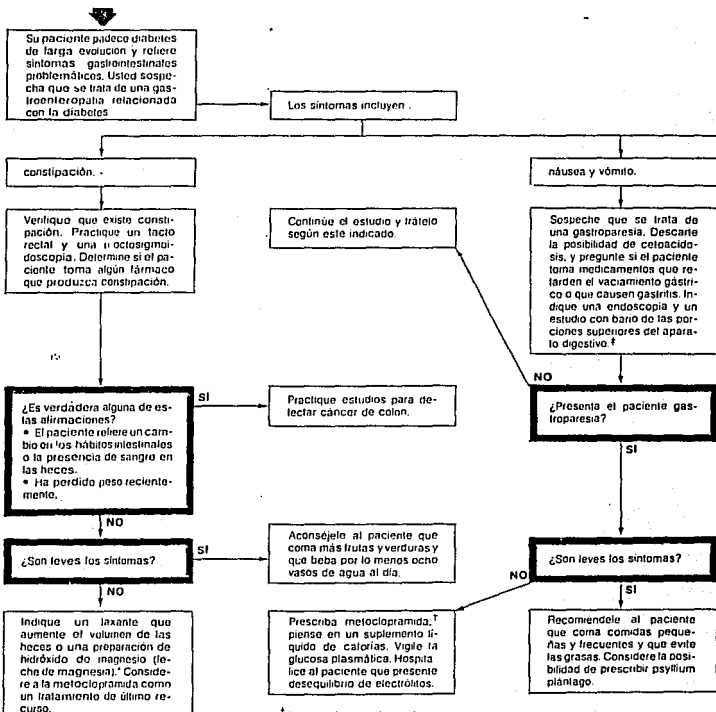 Su paciente padece diabetes
de larga evolución y refiere
síntomas gastrointestinales
problemáticos. Usted sospe-
cha que se trata de una gas-
troenteropatía relacionada
con la diabetes
Los síntomas incluyen .
constipación. .
náusea y vómito.
Verifique que existe consti-
pación. Practique un tacto
rectal y una
doscopia. Determine si el pa-
ciente toma algún fármaco
que produzca constipación.
Continúe el estudio y trátelo
según este indicado.
Sospeche que se trata de
una gastroparesia. Descarte
la posibilidad de cetoacido-
sis, y pregunte si el paciente
toma medicamentos que re-
tarden el vaciamiento gástri-
co o que causen gastritis. In-
dique una endoscopia y un
estudio con bario de las por-
ciones superiores del apara-
to digestivo.‡
¿Es verdádera alguna de es-
tas afirmaciones?
• El paciente refiere un cam-
bio en los hábitos intestinales
o la presencia de sangre en
las heces.
• Ha perdido peso reciente-
mente.
SI
Practique estudios para de-
tectar cáncer de colon.
NO
¿Presenta el paciente gas-
troparesia?
SI
NO
¿Son leves los síntomas?
SI
Aconséjele al paciente que
coma más frutas y verduras y
que beba por lo menos ocho
vasos de agua al día.
¿Son leves los síntomas?
NO
NO
SI
Indique un laxante que
aumente el volumen de las
heces o una preparación de
hidróxido de magnesio (le-
che de magnesia).* Conside-
re a la metoclopramida como
un tratamiento de último re-
curso.
Prescriba metoclopramida.†
piense en un suplemento lí-
quido de calorías. Vigile la
glucosa plasmática. Hospita
lice al paciente que presente
desequilibrio de electrólitos.
Recomiéndele al paciente
que coma comidas peque-
ñas y frecuentes y que evite
las grasas. Considere la posi-
bilidad de prescribir psyllium
plántago.